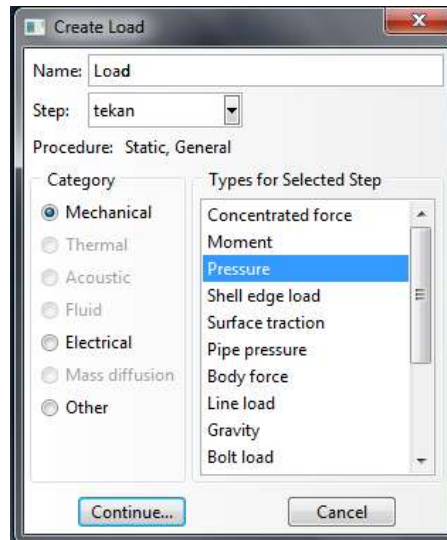 Create Load
Name: Load
Step: tekan
Procedure: Static, General
Category
Mechanical
Thermal
Acoustic
Fluid
Electrical
Mass diffusion
Other
Types for Selected Step
Concentrated force
Moment
Pressure
Shell edge load
Surface traction
Pipe pressure
Body force
Line load
Gravity
Bolt load
Continue...
Cancel